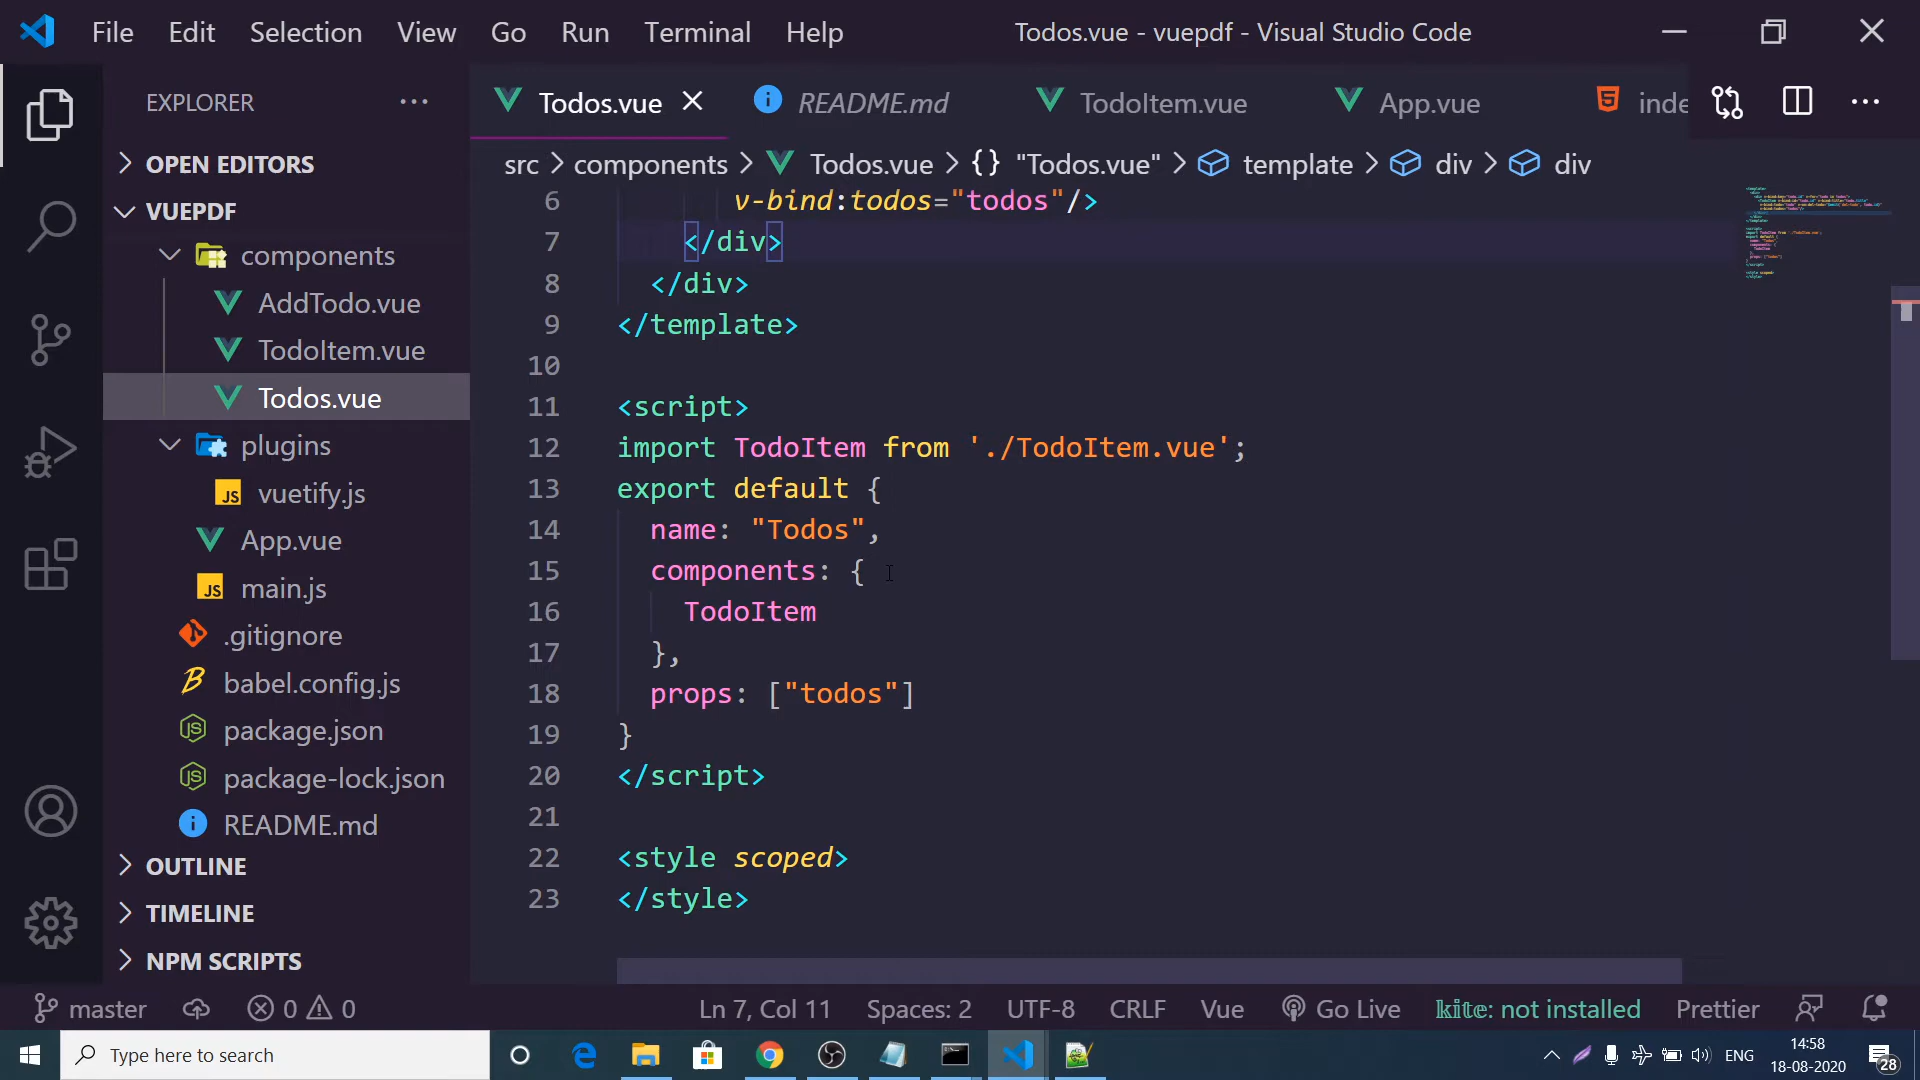 File Edit Selection View Go Run Terminal Help
Todos.vue - vuepdf - Visual Studio Code
EXPLORER
OPEN EDITORS
VUEPDF
components
AddTodo.vue
TodoItem.vue
Todos.vue
plugins
JS vuetify.js
App.vue
JS main.js
.gitignore
babel.config.js
package.json
package-lock.json
README.md
OUTLINE
TIMELINE
NPM SCRIPTS
Todos.vue README.md TodoItem.vue App.vue inde
src > components > Todos.vue > {} "Todos.vue" > template > div > div
6 v-bind:todos="todos"/>
7 </div>
8 </div>
9 </template>
10
11 <script>
12 import TodoItem from './TodoItem.vue';
13 export default {
14 name: "Todos",
15 components: {
16 TodoItem
17 },
18 props: ["todos"]
19 }
20 </script>
21
22 <style scoped>
23 </style>
master 0 0 Ln 7, Col 11 Spaces: 2 UTF-8 CRLF Vue Go Live kite: not installed Prettier
Type here to search
ENG
14:58
18-08-2020
28